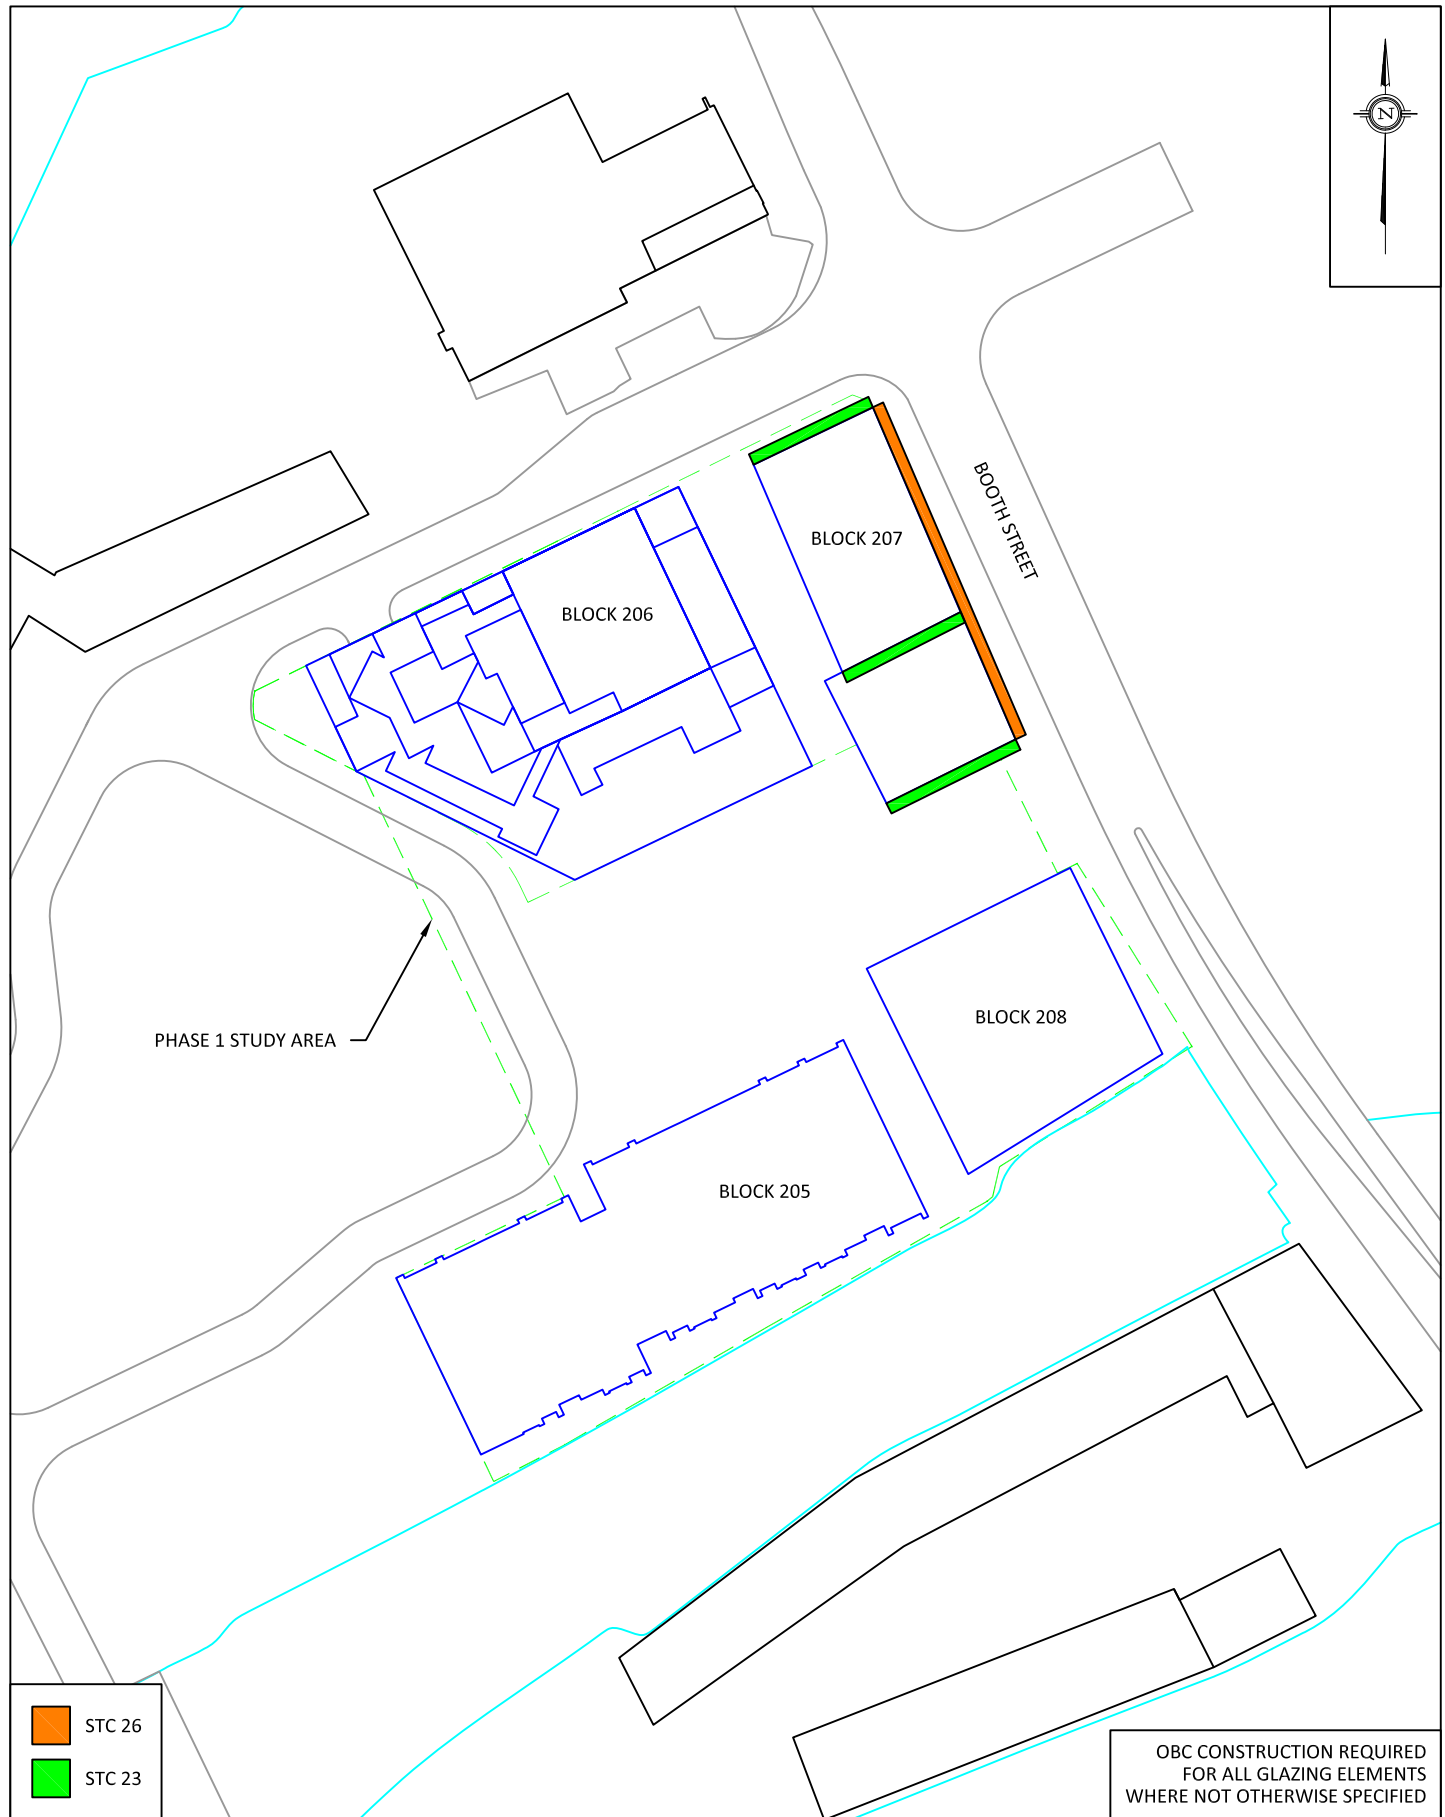 N
BLOCK 207
BOOTH STREET
BLOCK 206
BLOCK 208
PHASE 1 STUDY AREA
BLOCK 205
STC 26
STC 23
OBC CONSTRUCTION REQUIRED
FOR ALL GLAZING ELEMENTS
WHERE NOT OTHERWISE SPECIFIED